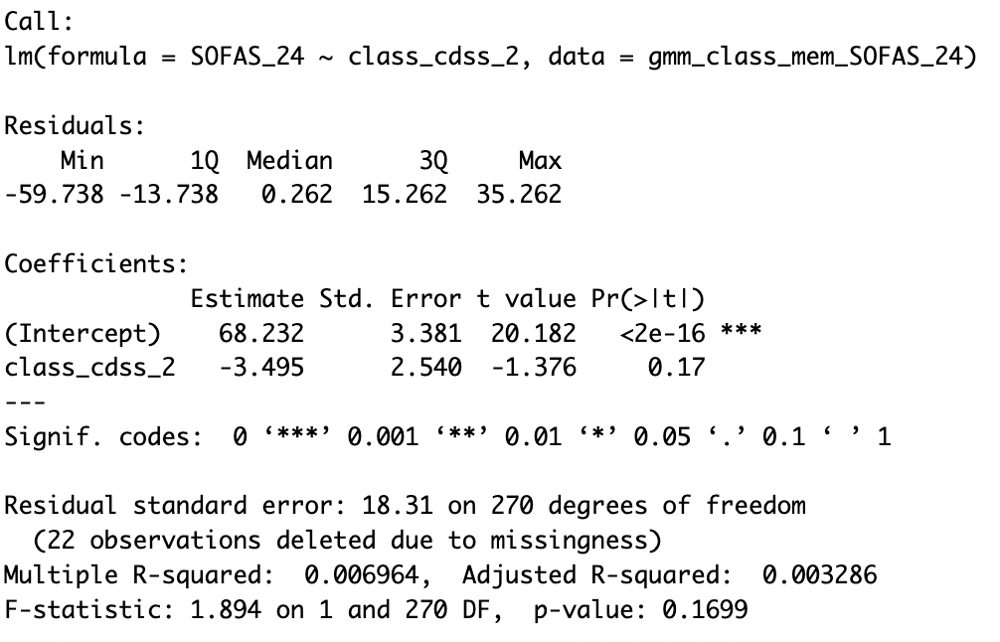 Call:
lm(formula = SOFAS_24 ~ class_cdss_2, data = gmm_class_mem_SOFAS_24)

Residuals:
    Min      1Q  Median      3Q     Max
-59.738 -13.738   0.262  15.262  35.262

Coefficients:
             Estimate Std. Error t value Pr(>|t|)
(Intercept)    68.232      3.381  20.182   <2e-16 ***
class_cdss_2   -3.495      2.540  -1.376     0.17
---
Signif. codes:  0 ‘***’ 0.001 ‘**’ 0.01 ‘*’ 0.05 ‘.’ 0.1 ‘ ’ 1

Residual standard error: 18.31 on 270 degrees of freedom
  (22 observations deleted due to missingness)
Multiple R-squared:  0.006964,  Adjusted R-squared:  0.003286
F-statistic: 1.894 on 1 and 270 DF,  p-value: 0.1699